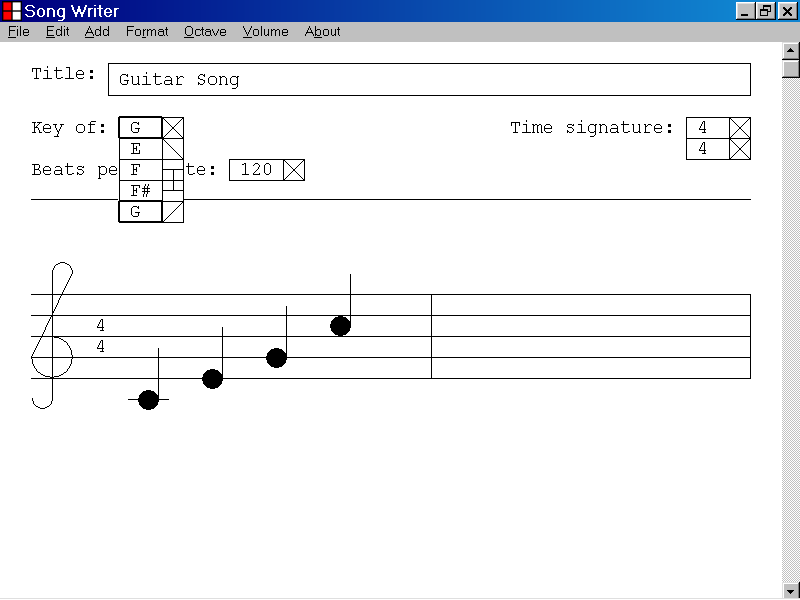 Song Writer
File Edit Add Format Octave Volume About
Title: Guitar Song
Key of: G
Time signature: 4
E
4
Beats pe
F
te: 120
F#
G
4
4